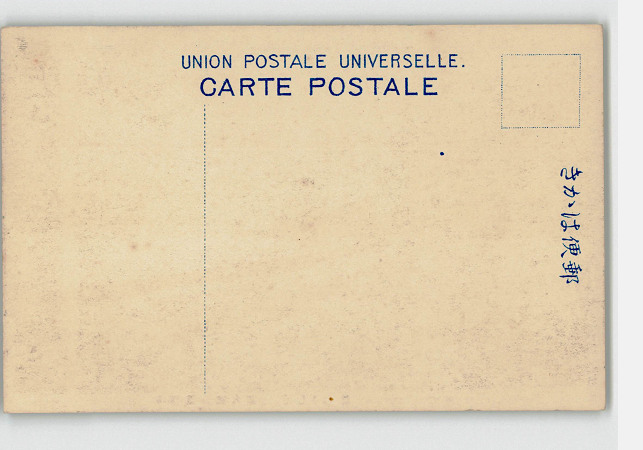 UNION POSTALE UNIVERSELLE.
CARTE POSTALE
きかは便郵